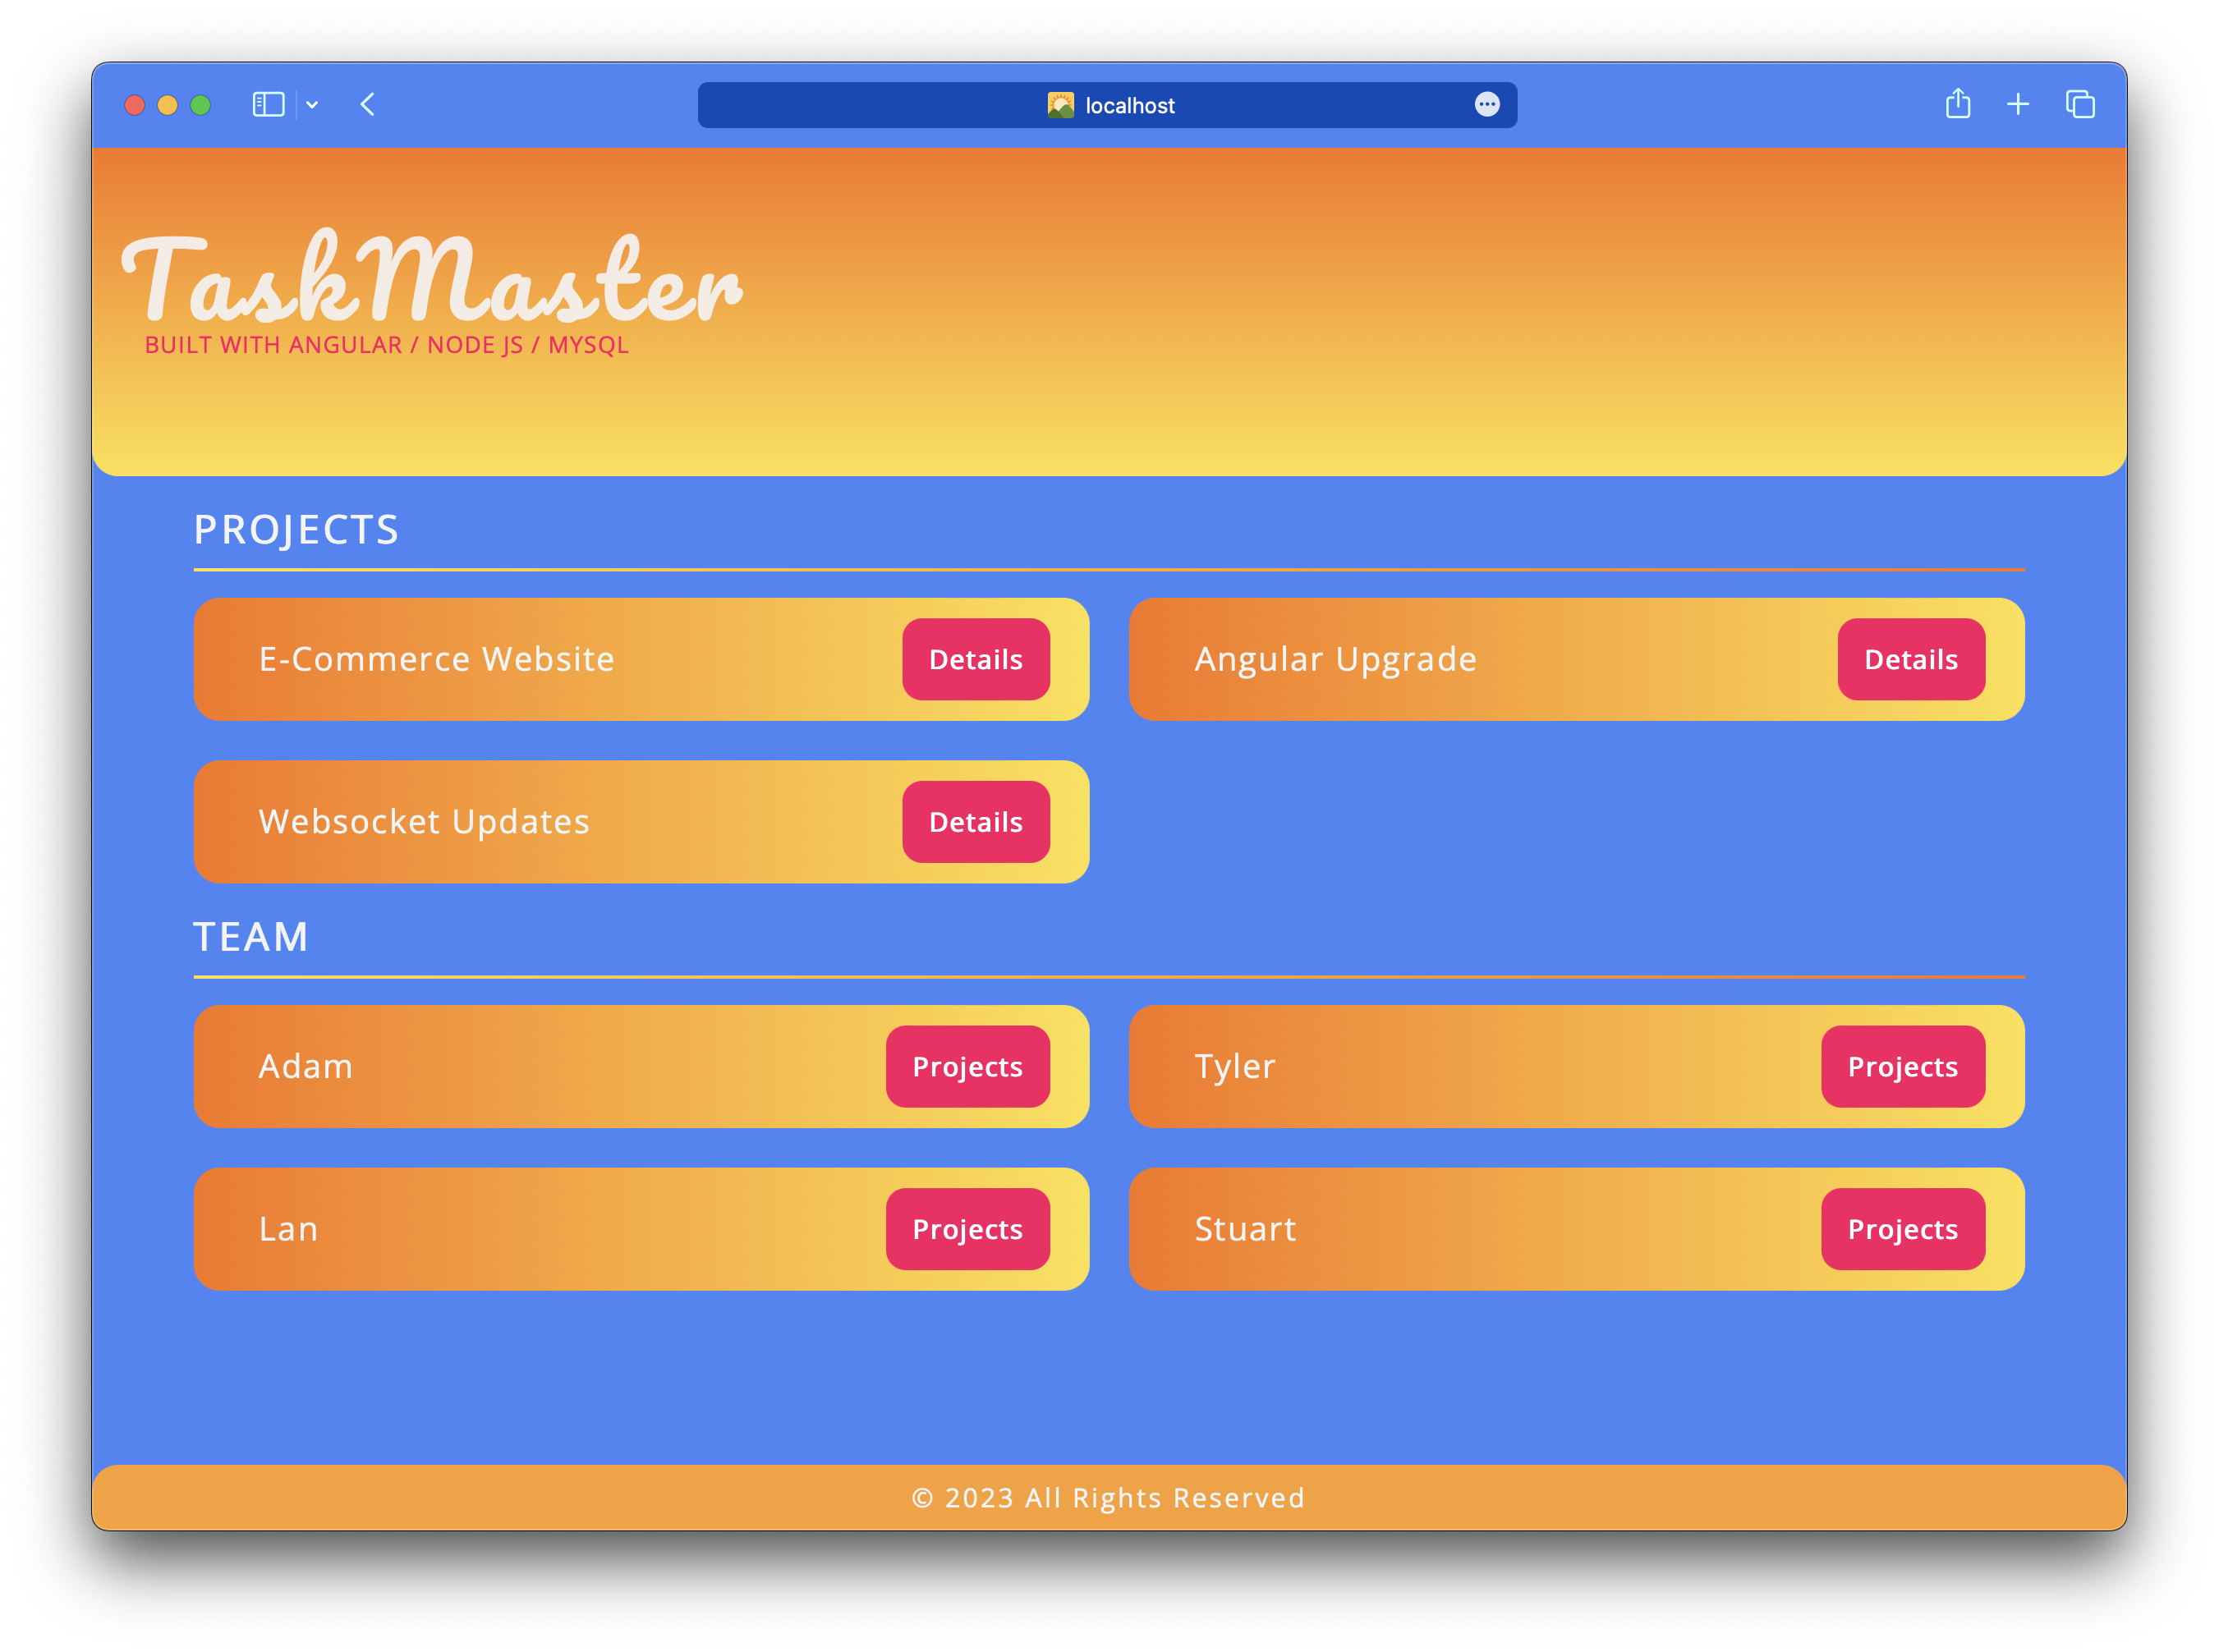 localhost
TaskMaster
BUILT WITH ANGULAR / NODE JS / MYSQL
PROJECTS
E-Commerce Website Details
Angular Upgrade Details
Websocket Updates Details
TEAM
Adam Projects
Tyler Projects
Lan Projects
Stuart Projects
© 2023 All Rights Reserved